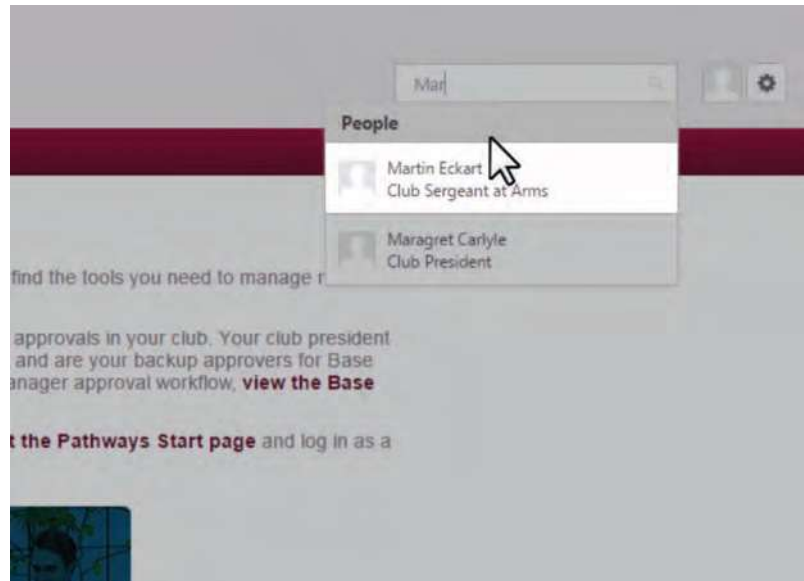 Mar
People
Martin Eckart
Club Sergeant at Arms
Maragret Carlyle
Club President
find the tools you need to manage
approvals in your club. Your club president
and are your backup approvers for Base
anager approval workflow, view the Base
t the Pathways Start page and log in as a